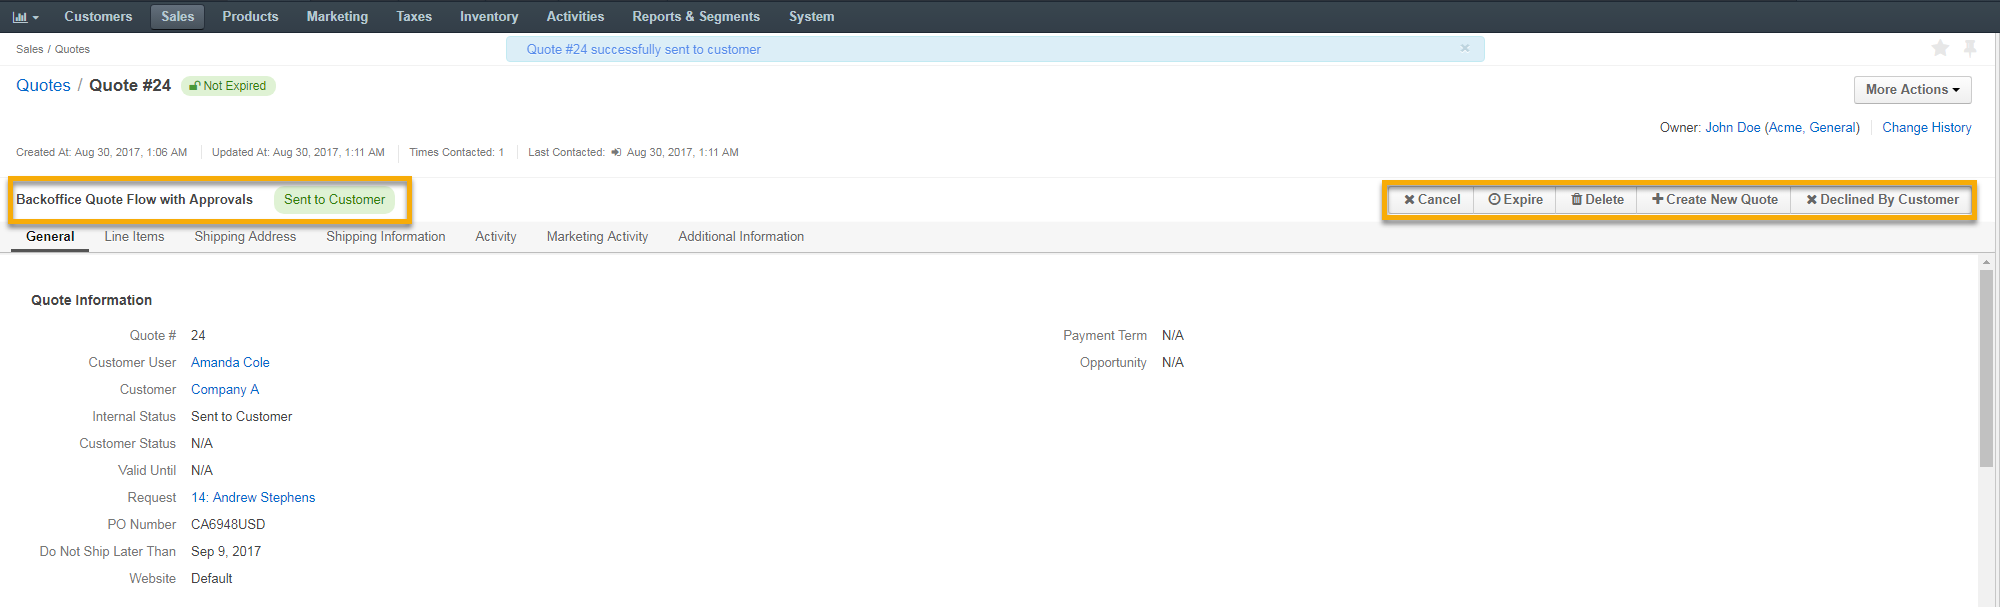 Customers Sales Products Marketing Taxes Inventory Activities Reports & Segments System
Sales / Quotes
Quote #24 successfully sent to customer ×
Quotes / Quote #24 Not Expired
More Actions
Owner: John Doe (Acme, General) Change History
Created At: Aug 30, 2017, 1:06 AM Updated At: Aug 30, 2017, 1:11 AM Times Contacted: 1 Last Contacted: Aug 30, 2017, 1:11 AM
Backoffice Quote Flow with Approvals Sent to Customer
Cancel Expire Delete Create New Quote Declined By Customer
General Line Items Shipping Address Shipping Information Activity Marketing Activity Additional Information
Quote Information
Quote # 24
Customer User Amanda Cole
Customer Company A
Internal Status Sent to Customer
Customer Status N/A
Valid Until N/A
Request 14: Andrew Stephens
PO Number CA6948USD
Do Not Ship Later Than Sep 9, 2017
Website Default
Payment Term N/A
Opportunity N/A